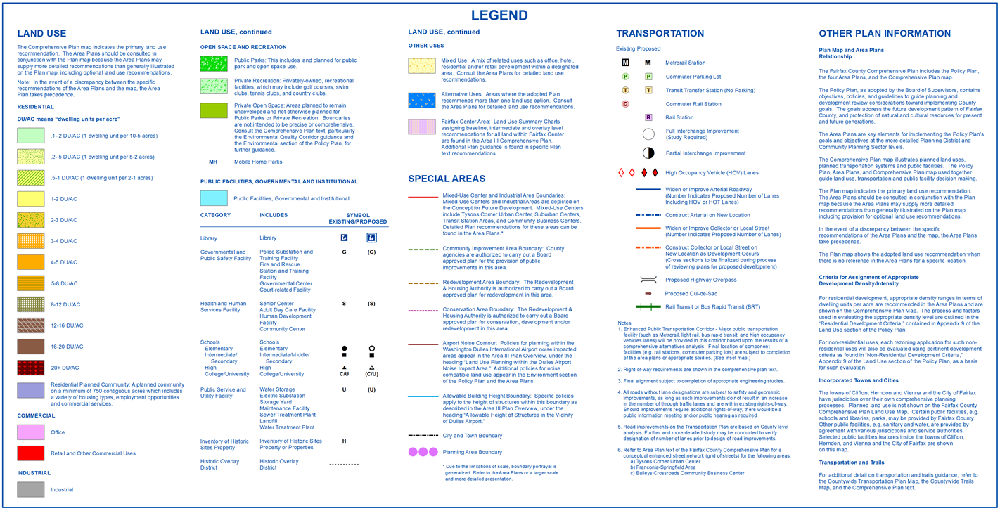 LEGEND
LAND USE
The Comprehensive Plan map indicates the primary land use
recommendation. The Area Plans should be consulted in
conjunction with the Plan map because the Area Plans may
supply more detailed recommendations than generally illustrated
on the Plan map, including optional land use recommendations.
Note: In the event of a discrepancy between the specific
recommendations of the Area Plans and the map, the Area
Plan takes precedence.
RESIDENTIAL
DU/AC means “dwelling units per acre”
.1-.2 DU/AC (1 dwelling unit per 10-5 acres)
.2-.5 DU/AC (1 dwelling unit per 5-2 acres)
.5-1 DU/AC (1 dwelling unit per 2-1 acres)
1-2 DU/AC
2-3 DU/AC
3-4 DU/AC
4-5 DU/AC
5-8 DU/AC
8-12 DU/AC
12-16 DU/AC
16-20 DU/AC
20+ DU/AC
Residential Planned Community: A planned community
on a minimum of 750 contiguous acres which includes
a variety of housing types, employment opportunities
and commercial services.
COMMERCIAL
Office
Retail and Other Commercial Uses
INDUSTRIAL
Industrial
LAND USE, continued
OPEN SPACE AND RECREATION
Public Parks: This includes land planned for public
park and open space use.
Private Recreation: Privately-owned, recreational
facilities, which may include golf courses, swim
clubs, tennis clubs, and country clubs.
Private Open Space: Areas planned to remain
undeveloped and not otherwise planned for
Public Parks or Private Recreation. Boundaries
are not intended to be precise or comprehensive.
Consult the Comprehensive Plan text, particularly
the Environmental Quality Corridor guidance and
the Environmental section of the Policy Plan, for
further guidance.
MH Mobile Home Parks
PUBLIC FACILITIES, GOVERNMENTAL AND INSTITUTIONAL
Public Facilities, Governmental and Institutional
CATEGORY INCLUDES SYMBOL
EXISTING/PROPOSED
Library Library
Governmental and Police Substation and G (G)
Public Safety Facility Training Facility
Fire and Rescue
Station and Training
Facility
Governmental Center
Court-related Facility
Health and Human Senior Center S (S)
Services Facility Adult Day Care Facility
Human Development
Facility
Community Center
Schools Schools
Elementary Elementary
Intermediate/ Intermediate/Middle/
Secondary Secondary
High High
College/University College/University C/U (C/U)
Public Service and Water Storage U (U)
Utility Facility Electric Substation
Storage Yard
Maintenance Facility
Sewer Treatment Plant
Landfill
Water Treatment Plant
Inventory of Historic Inventory of Historic Sites H
Sites Property Property or Properties
Historic Overlay Historic Overlay
District District
LAND USE, continued
OTHER USES
Mixed Use: A mix of related uses such as office, hotel,
residential and/or retail development within a designated
area. Consult the Area Plans for detailed land use
recommendations.
Alternative Uses: Areas where the adopted Plan
recommends more than one land use option. Consult
the Area Plans for detailed land use recommendations.
Fairfax Center Area: Land Use Summary Charts
assigning baseline, intermediate and overlay level
recommendations for all land within Fairfax Center
are found in the Area III Comprehensive Plan.
Additional Plan guidance is found in specific Plan
text recommendations
SPECIAL AREAS
Mixed-Use Center and Industrial Area Boundaries:
Mixed-Use Centers and Industrial Areas are depicted on
the Concept for Future Development. Mixed-Use Centers
include Tysons Corner Urban Center, Suburban Centers,
Transit Station Areas, and Community Business Centers.
Detailed Plan recommendations for these areas can be
found in the Area Plans.*
Community Improvement Area Boundary: County
agencies are authorized to carry out a Board
approved plan for the provision of public
improvements in this area.
Redevelopment Area Boundary: The Redevelopment
& Housing Authority is authorized to carry out a Board
approved plan for redevelopment in this area.
Conservation Area Boundary: The Redevelopment &
Housing Authority is authorized to carry out a Board
approved plan for conservation, development and/or
redevelopment in this area.
Airport Noise Contour: Policies for planning within the
Washington Dulles International Airport noise impacted
areas appear in the Area III Plan Overview, under the
heading “Land Use Planning within the Dulles Airport
Noise Impact Area.” Additional policies for noise
compatible land use appear in the Environment section
of the Policy Plan and the Area Plans.
Allowable Building Height Boundary: Specific policies
apply to the height of structures within this boundary as
described in the Area III Plan Overview, under the
heading “Allowable Height of Structures in the Vicinity
of Dulles Airport.”
City and Town Boundary
Planning Area Boundary
* Due to the limitations of scale, boundary portrayal is
generalized. Refer to the Area Plans or a larger scale
and more detailed presentation.
TRANSPORTATION
Existing Proposed
M M Metrorail Station
P P Commuter Parking Lot
T T Transit Transfer Station (No Parking)
C Commuter Rail Station
R Rail Station
Full Interchange Improvement
(Study Required)
Partial Interchange Improvement
High Occupancy Vehicle (HOV) Lanes
Widen or Improve Arterial Roadway
(Number Indicates Proposed Number of Lanes
Including HOV or HOT Lanes)
Construct Arterial on New Location
Widen or Improve Collector or Local Street
(Number Indicates Proposed Number of Lanes)
Construct Collector or Local Street on
New Location as Development Occurs
(Cross sections to be finalized during process
of reviewing plans for proposed development)
Proposed Highway Overpass
Proposed Cul-de-Sac
Rail Transit or Bus Rapid Transit (BRT)
Notes:
1. Enhanced Public Transportation Corridor - Major public transportation
facility (such as Metrorail, light rail, bus rapid transit, and high occupancy
vehicles lanes) will be provided in this corridor based upon the results of a
comprehensive alternatives analysis. Final location of component
facilities (e.g. rail stations, commuter parking lots) are subject to completion
of the area plans or appropriate studies. (See inset map.)
2. Right-of-way requirements are shown in the comprehensive plan text.
3. Final alignment subject to completion of appropriate engineering studies.
4. All roads without lane designations are subject to safety and geometric
improvements, as long as such improvements do not result in an increase
in the number of through traffic lanes and are within existing rights-of-way.
Should improvements require additional rights-of-way, there would be a
public information meeting and/or public hearing as required
5. Road improvements on the Transportation Plan are based on County level
analysis. Further and more detailed study may be conducted to verify
designation of number of lanes prior to design of road improvements.
6. Refer to Area Plan text of the Fairfax County Comprehensive Plan for a
conceptual enhanced street network (grid of streets) for the following areas:
a) Tysons Corner Urban Center
b) Franconia-Springfield Area
c) Baileys Crossroads Community Business Center
OTHER PLAN INFORMATION
Plan Map and Area Plans
Relationship
The Fairfax County Comprehensive Plan includes the Policy Plan,
the four Area Plans, and the Comprehensive Plan map.
The Policy Plan, as adopted by the Board of Supervisors, contains
objectives, policies, and guidelines to guide planning and
development review considerations toward implementing County
goals. The goals address the future development pattern of Fairfax
County, and protection of natural and cultural resources for present
and future generations.
The Area Plans are key elements for implementing the Policy Plan’s
goals and objectives at the more detailed Planning District and
Community Planning Sector levels.
The Comprehensive Plan map illustrates planned land uses,
planned transportation systems and public facilities. The Policy
Plan, Area Plans, and Comprehensive Plan map used together
guide land use, transportation and public facility decision making.
The Plan map indicates the primary land use recommendation.
The Area Plans should be consulted in conjunction with the Plan
map because the Area Plans may supply more detailed
recommendations than generally illustrated on the Plan map,
including provision for optional land use recommendations.
In the event of a discrepancy between the specific
recommendations of the Area Plans and the map, the Area Plans
take precedence.
The Plan map shows the adopted land use recommendation when
there is no reference in the Area Plans for a specific location.
Criteria for Assignment of Appropriate
Development Density/Intensity
For residential development, appropriate density ranges in terms of
dwelling units per acre are recommended in the Area Plans and are
shown on the Comprehensive Plan Map. The process and factors
used in evaluating the appropriate density level are outlined in the
“Residential Development Criteria,” contained in Appendix 9 of the
Land Use section of the Policy Plan.
For non-residential uses, each rezoning application for such non-
residential uses will also be evaluated using pertinent development
criteria as found in “Non-Residential Development Criteria,”
Appendix 9 of the Land Use section of the Policy Plan, as a basis
for such evaluation.
Incorporated Towns and Cities
The towns of Clifton, Herndon and Vienna and the City of Fairfax
have jurisdiction over their own comprehensive planning
processes. Planned land use is not shown on the Fairfax County
Comprehensive Plan Land Use Map. Certain public facilities, e.g.
schools and libraries, parks, may be provided by Fairfax County.
Other public facilities, e.g. sanitary and water, are provided by
agreement with various jurisdictions and service authorities.
Selected public facilities features inside the towns of Clifton,
Herndon, and Vienna and the City of Fairfax are shown
on this map.
Transportation and Trails
For additional detail on transportation and trails guidance, refer to
the Countywide Transportation Plan Map, the Countywide Trails
Map, and the Comprehensive Plan text.